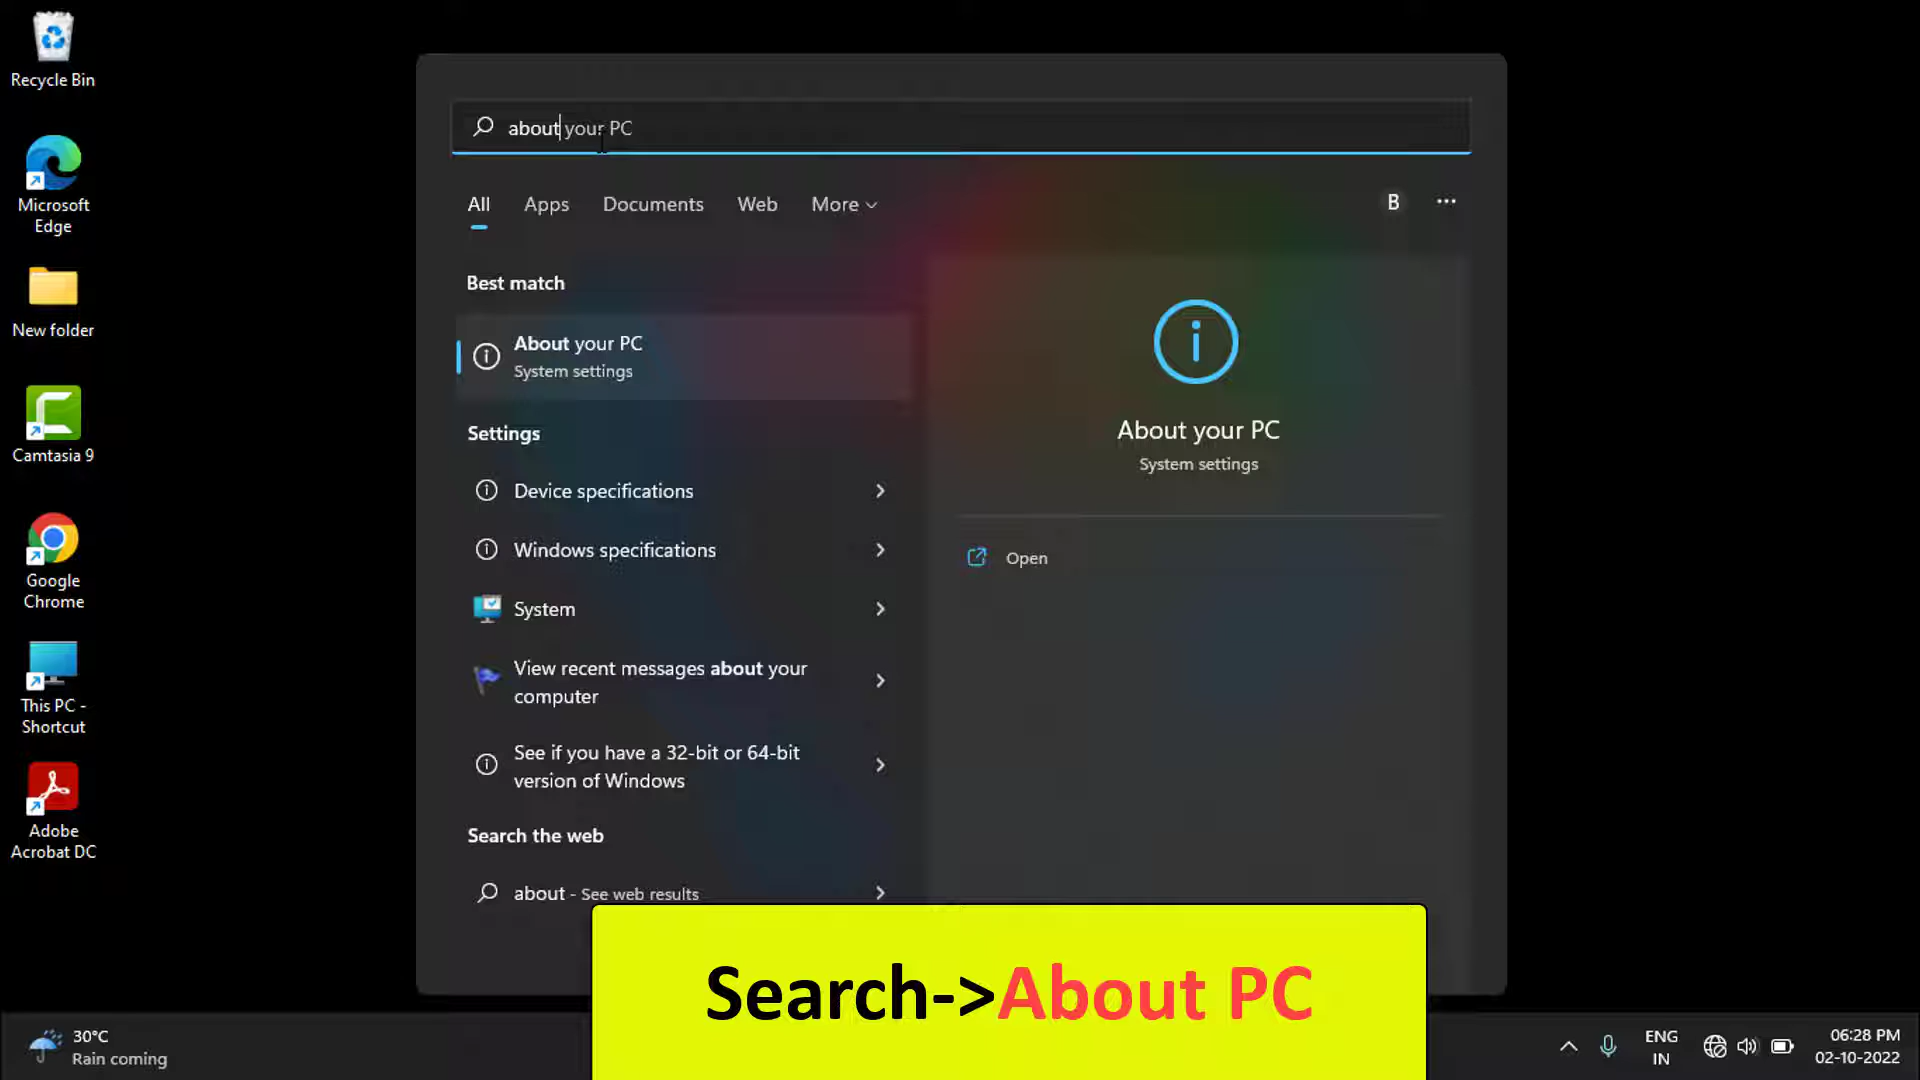 Recycle Bin
Microsoft
Edge
New folder
Camtasia 9
Google
Chrome
This PC -
Shortcut
Adobe
Acrobat DC
about your PC
All Apps Documents Web More
B
Best match
About your PC
System settings
Settings
Device specifications
Windows specifications
System
View recent messages about your
computer
See if you have a 32-bit or 64-bit
version of Windows
Search the web
about - See web results
About your PC
System settings
Open
Search->About PC
30°C
Rain coming
ENG
IN
06:28 PM
02-10-2022